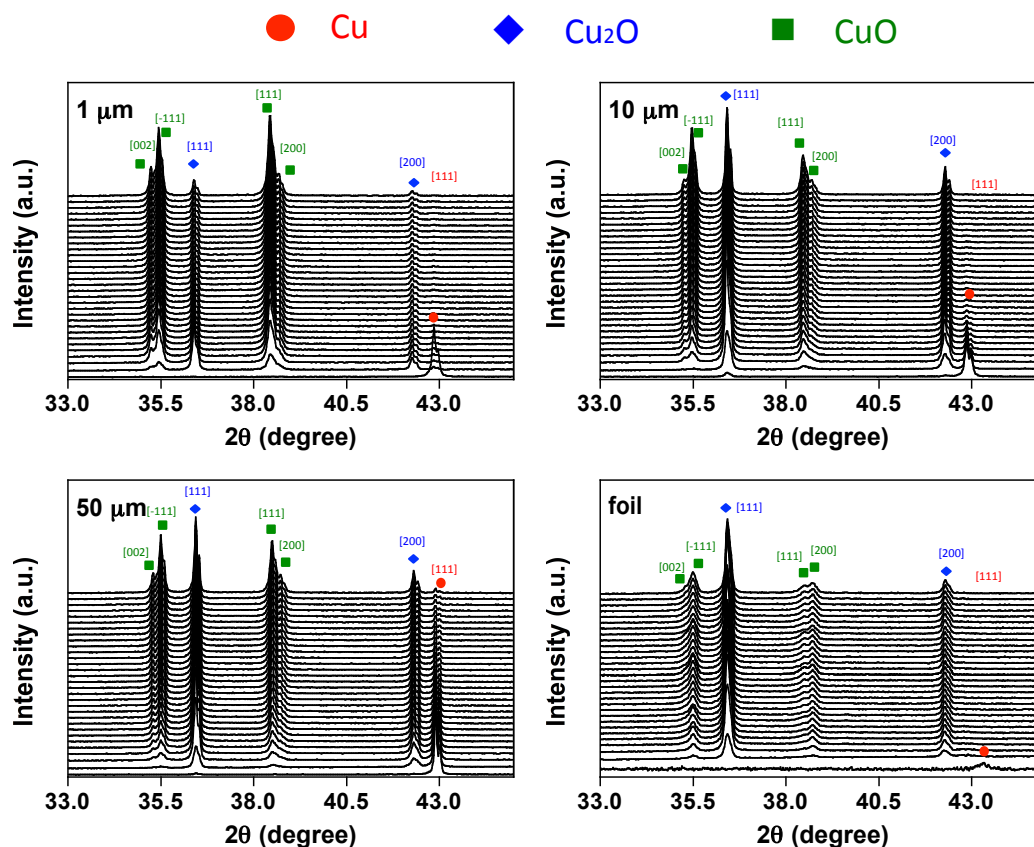 Cu Cu₂O CuO
1 μm
[002] [-111] [111] [111] [200] [200] [111]
Intensity (a.u.)
33.0 35.5 38.0 40.5 43.0
2θ (degree)
10 μm
[002] [-111] [111] [111] [200] [200] [111]
Intensity (a.u.)
33.0 35.5 38.0 40.5 43.0
2θ (degree)
50 μm
[002] [-111] [111] [111] [200] [200] [111]
Intensity (a.u.)
33.0 35.5 38.0 40.5 43.0
2θ (degree)
foil
[002] [-111] [111] [111] [200] [200] [111]
Intensity (a.u.)
33.0 35.5 38.0 40.5 43.0
2θ (degree)